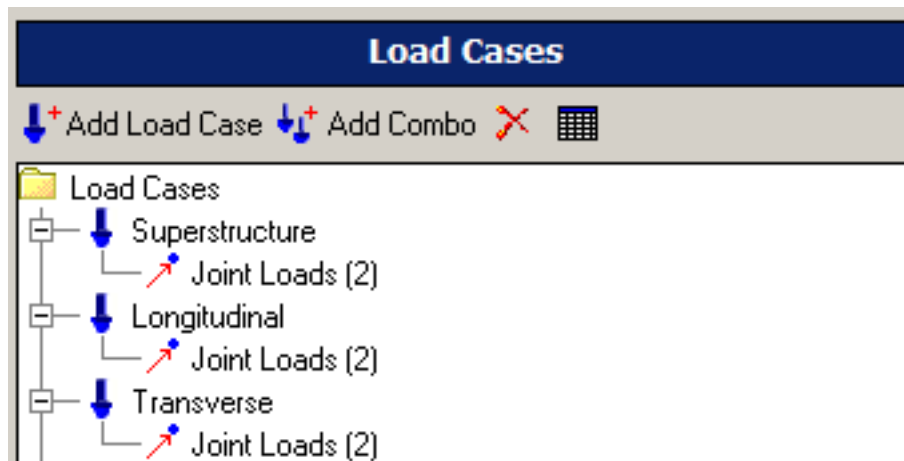 Load Cases
Add Load Case Add Combo
Load Cases
Superstructure
Joint Loads (2)
Longitudinal
Joint Loads (2)
Transverse
Joint Loads (2)